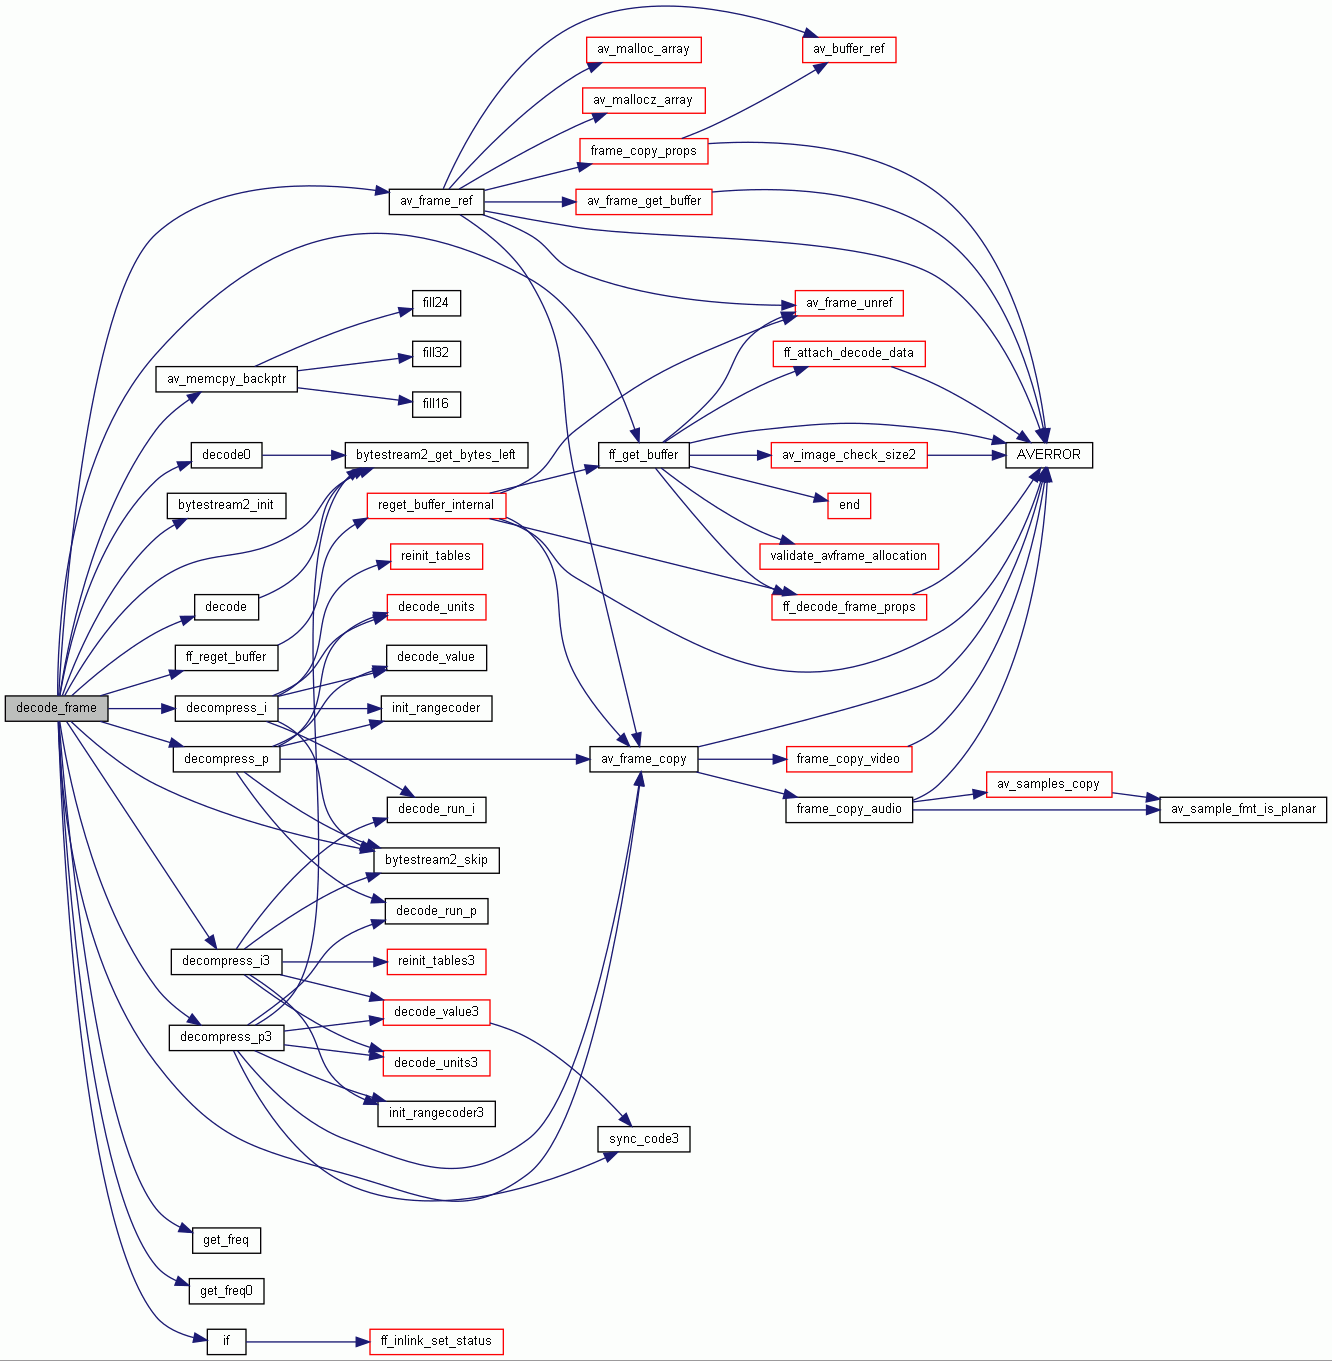 av_malloc_array
av_buffer_ref
av_mallocz_array
frame_copy_props
av_frame_ref
av_frame_get_buffer
fill24
av_frame_unref
fill32
ff_attach_decode_data
av_memcpy_backptr
fill16
decode0
bytestream2_get_bytes_left
ff_get_buffer
av_image_check_size2
AVERROR
bytestream2_init
reget_buffer_internal
end
reinit_tables
validate_avframe_allocation
decode
decode_units
ff_decode_frame_props
ff_reget_buffer
decode_value
decode_frame
decompress_i
init_rangecoder
decompress_p
av_frame_copy
frame_copy_video
av_samples_copy
decode_run_i
frame_copy_audio
av_sample_fmt_is_planar
bytestream2_skip
decode_run_p
decompress_i3
reinit_tables3
decode_value3
decompress_p3
decode_units3
init_rangecoder3
sync_code3
get_freq
get_freq0
if
ff_inlink_set_status